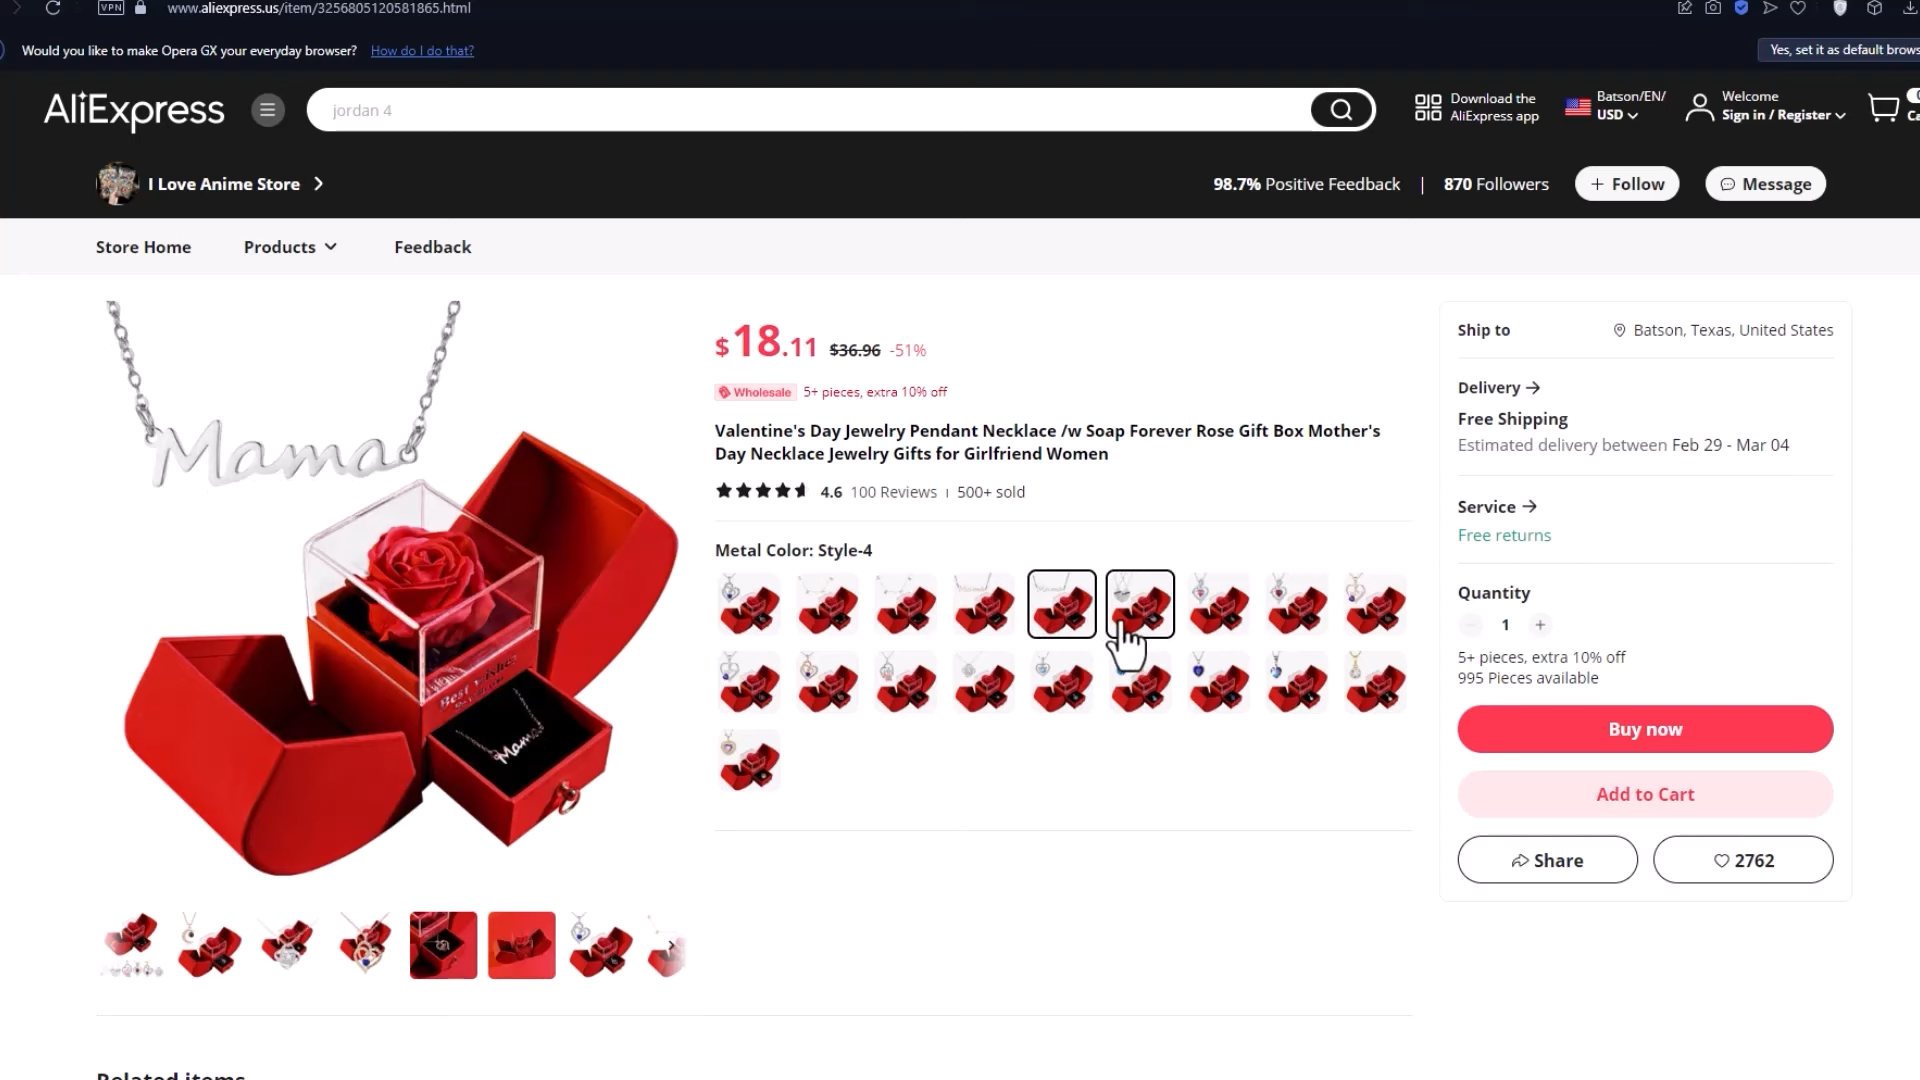 VPN
www.aliexpress.us/item/3256805120581865.html
Would you like to make Opera GX your everyday browser? How do I do that?
Yes, set it as default brows
AliExpress
jordan 4
Download the
AliExpress app
Batson/EN/
USD
Welcome
Sign in / Register
I Love Anime Store
98.7% Positive Feedback | 870 Followers
+ Follow
Message
Store Home
Products
Feedback
Mama
Best wishes
Mama
$18.11 $36.96 -51%
Wholesale 5+ pieces, extra 10% off
Valentine's Day Jewelry Pendant Necklace /w Soap Forever Rose Gift Box Mother's
Day Necklace Jewelry Gifts for Girlfriend Women
4.6 100 Reviews | 500+ sold
Metal Color: Style-4
Ship to
Batson, Texas, United States
Delivery
Free Shipping
Estimated delivery between Feb 29 - Mar 04
Service
Free returns
Quantity
- 1 +
5+ pieces, extra 10% off
995 Pieces available
Buy now
Add to Cart
Share
2762
Related items